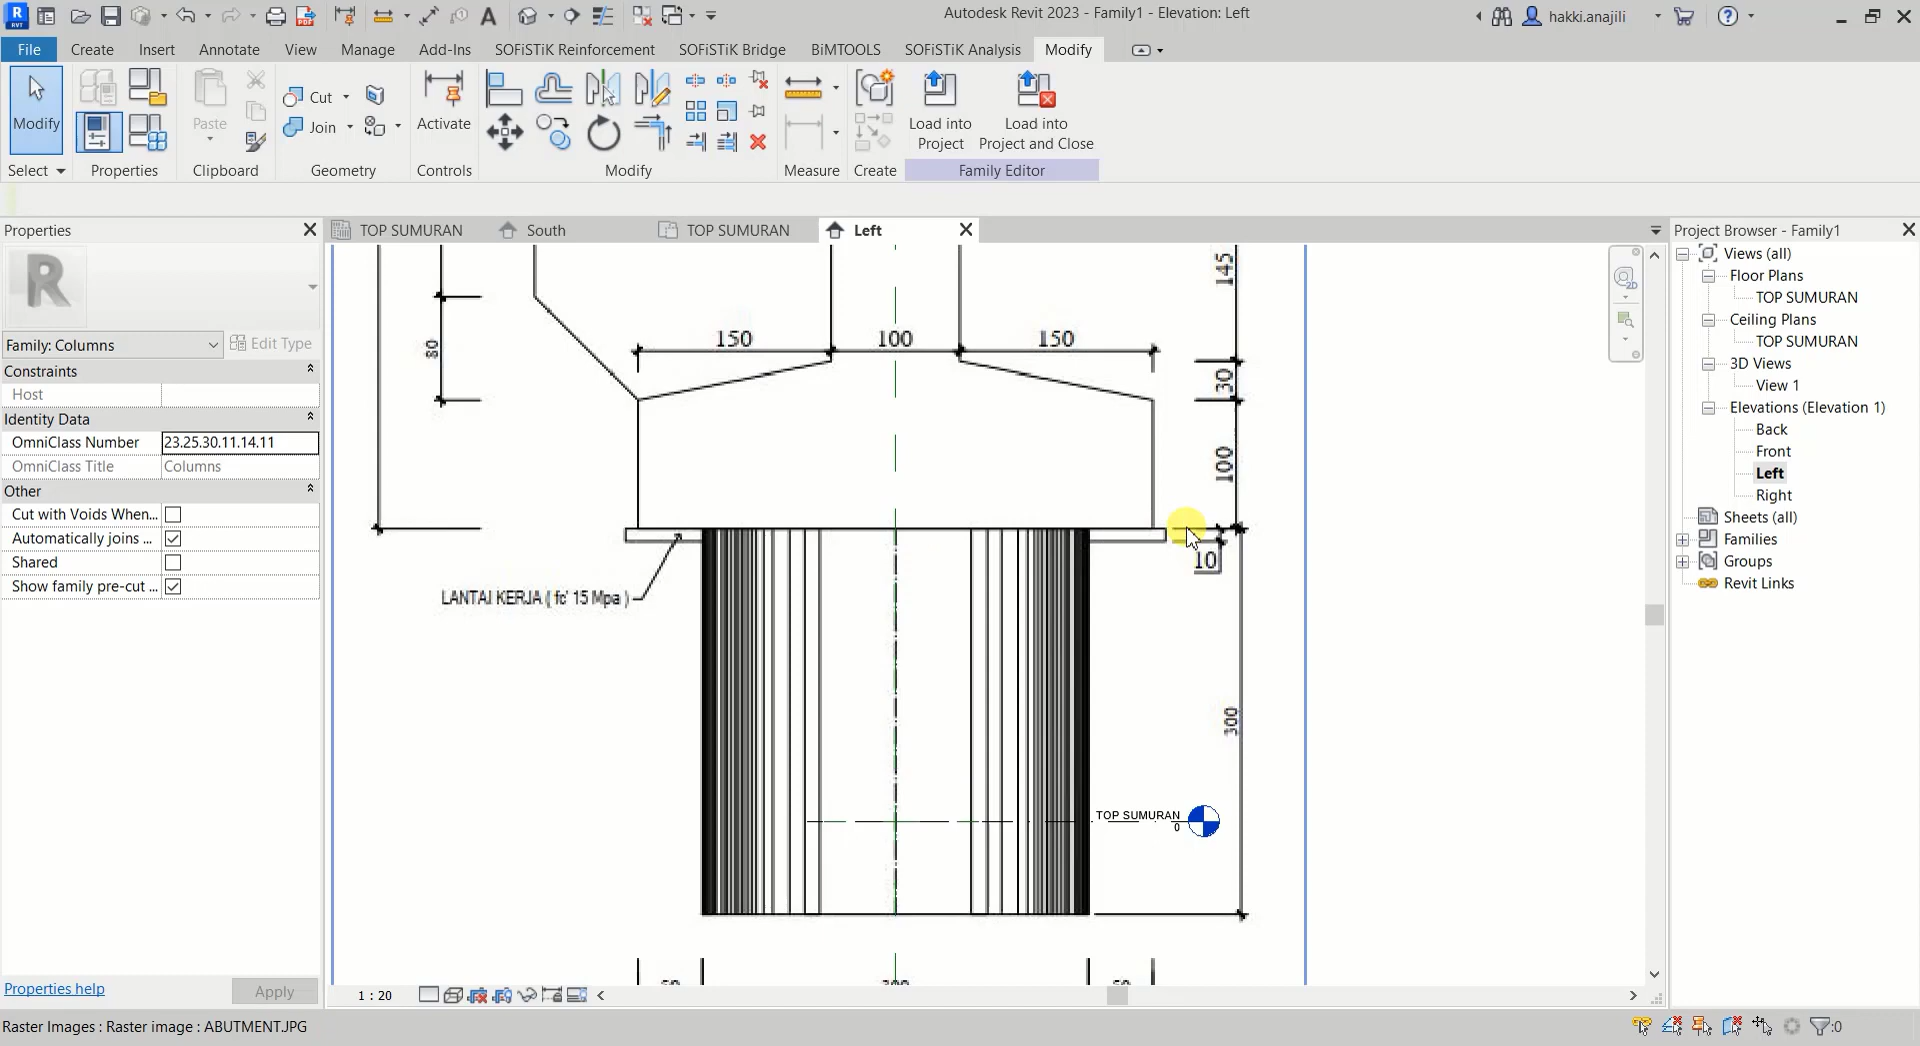 Autodesk Revit 2023 - Family1 - Elevation: Left
hakki.anajili
File Create Insert Annotate View Manage Add-Ins SOFiSTiK Reinforcement SOFiSTiK Bridge BiMTOOLS SOFiSTiK Analysis Modify
Modify
Paste
Cut
Join
Activate
Load into Project
Load into Project and Close
Select Properties Clipboard Geometry Controls Modify Measure Create Family Editor
Properties
TOP SUMURAN South TOP SUMURAN Left
Project Browser - Family1
R
Family: Columns Edit Type
Constraints
Host
Identity Data
OmniClass Number 23.25.30.11.14.11
OmniClass Title Columns
Other
Cut with Voids When...
Automatically joins ...
Shared
Show family pre-cut ...
Properties help Apply
80
150 100 150
145
30
100
10
300
LANTAI KERJA ( fc' 15 Mpa )
TOP SUMURAN
0
Views (all)
Floor Plans
TOP SUMURAN
Ceiling Plans
TOP SUMURAN
3D Views
View 1
Elevations (Elevation 1)
Back
Front
Left
Right
Sheets (all)
Families
Groups
Revit Links
1 : 20
Raster Images : Raster image : ABUTMENT.JPG
:0